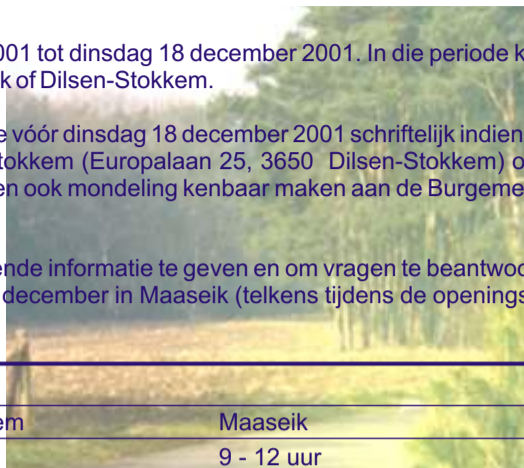 001 tot dinsdag 18 december 2001. In die periode k
k of Dilsen-Stokkem.
e vóór dinsdag 18 december 2001 schriftelijk indien
tokkem (Europalaan 25, 3650 Dilsen-Stokkem) o
en ook mondeling kenbaar maken aan de Burgeme
ende informatie te geven en om vragen te beantwoo
december in Maaseik (telkens tijdens de openings
em Maaseik
9 - 12 uur